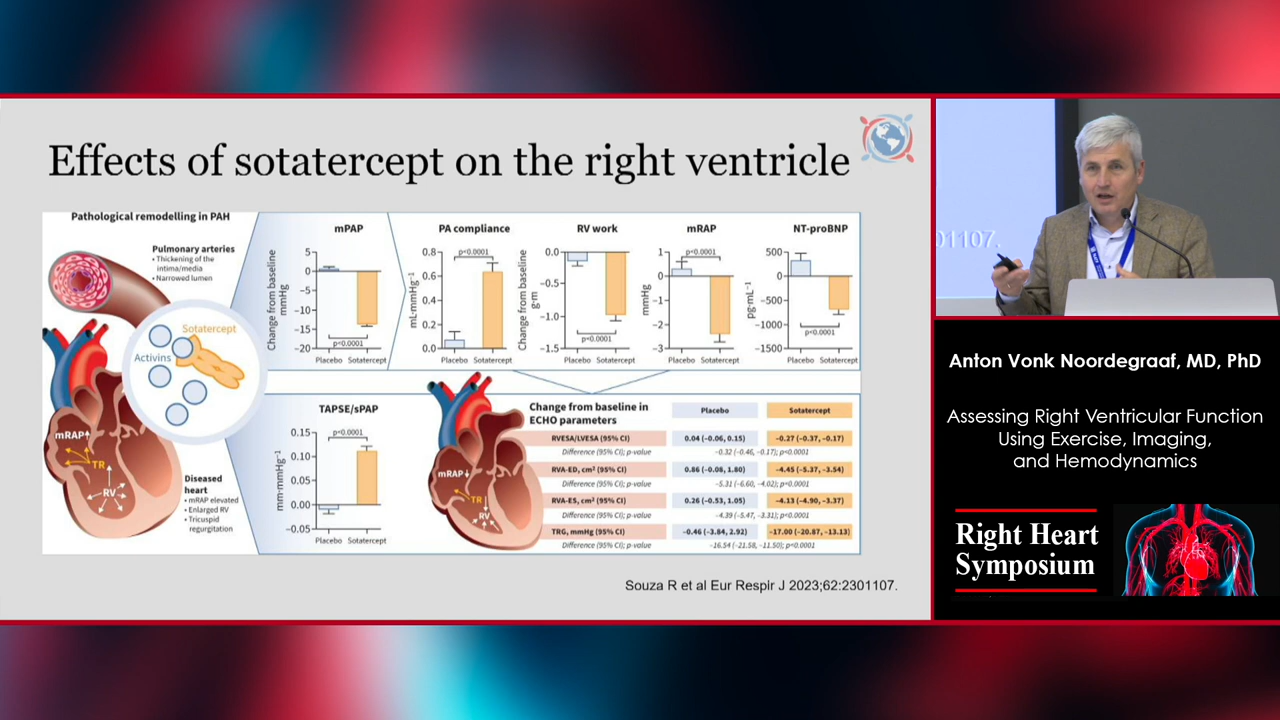 Effects of sotatercept on the right ventricle
Pathological remodelling in PAH
Pulmonary arteries
• Thickening of the
intima/media
• Narrowed lumen
Sotatercept
Activins
mRAP↑
TR
RV
Diseased
heart
• mRAP elevated
• Enlarged RV
• Tricuspid
regurgitation
mPAP
Change from baseline
mmHg
5
0
−5
−10
−15
−20
p<0.0001
Placebo
Sotatercept
PA compliance
mL·mmHg⁻¹
0.8
0.6
0.4
0.2
0.0
p<0.0001
Placebo
Sotatercept
RV work
Change from baseline
g·m
0.0
−0.5
−1.0
−1.5
p<0.0001
Placebo
Sotatercept
mRAP
mmHg
1
0
−1
−2
−3
p<0.0001
Placebo
Sotatercept
NT-proBNP
pg·mL⁻¹
500
0
−500
−1000
−1500
p<0.0001
Placebo
Sotatercept
TAPSE/sPAP
mm·mmHg⁻¹
0.15
0.10
0.05
0.00
−0.05
p<0.0001
Placebo
Sotatercept
mRAP↓
TR
RV
Change from baseline in
ECHO parameters
Placebo
Sotatercept
RVESA/LVESA (95% CI)
0.04 (−0.06, 0.15)
−0.27 (−0.37, −0.17)
Difference (95% CI); p-value
−0.32 (−0.46, −0.17); p<0.0001
RVA-ED, cm² (95% CI)
0.86 (−0.08, 1.80)
−4.45 (−5.37, −3.54)
Difference (95% CI); p-value
−5.31 (−6.60, −4.02); p<0.0001
RVA-ES, cm² (95% CI)
0.26 (−0.53, 1.05)
−4.13 (−4.90, −3.37)
Difference (95% CI); p-value
−4.39 (−5.47, −3.31); p<0.0001
TRG, mmHg (95% CI)
−0.46 (−3.84, 2.92)
−17.00 (−20.87, −13.13)
Difference (95% CI); p-value
−16.54 (−21.58, −11.50); p<0.0001
Souza R et al Eur Respir J 2023;62:2301107.
01107.
Anton Vonk Noordegraaf, MD, PhD
Assessing Right Ventricular Function
Using Exercise, Imaging,
and Hemodynamics
Right Heart
Symposium